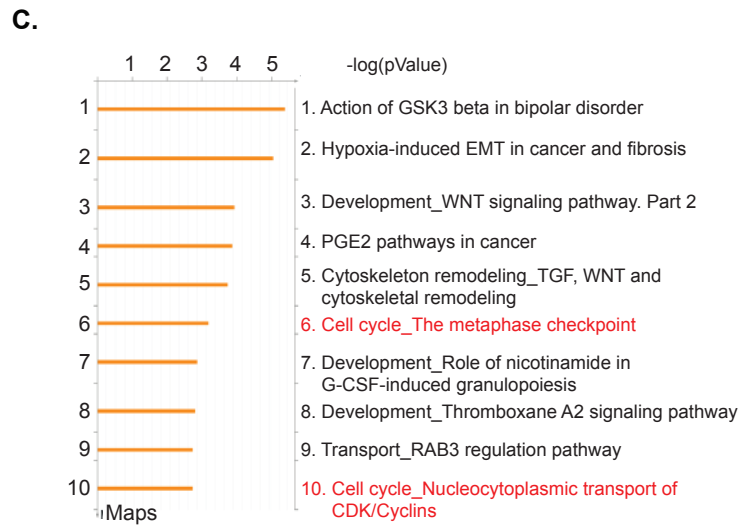 C.
1 2 3 4 5 -log(pValue)
1 1. Action of GSK3 beta in bipolar disorder
2 2. Hypoxia-induced EMT in cancer and fibrosis
3 3. Development_WNT signaling pathway. Part 2
4 4. PGE2 pathways in cancer
5 5. Cytoskeleton remodeling_TGF, WNT and
cytoskeletal remodeling
6 6. Cell cycle_The metaphase checkpoint
7 7. Development_Role of nicotinamide in
G-CSF-induced granulopoiesis
8 8. Development_Thromboxane A2 signaling pathway
9 9. Transport_RAB3 regulation pathway
10 10. Cell cycle_Nucleocytoplasmic transport of
CDK/Cyclins
Maps